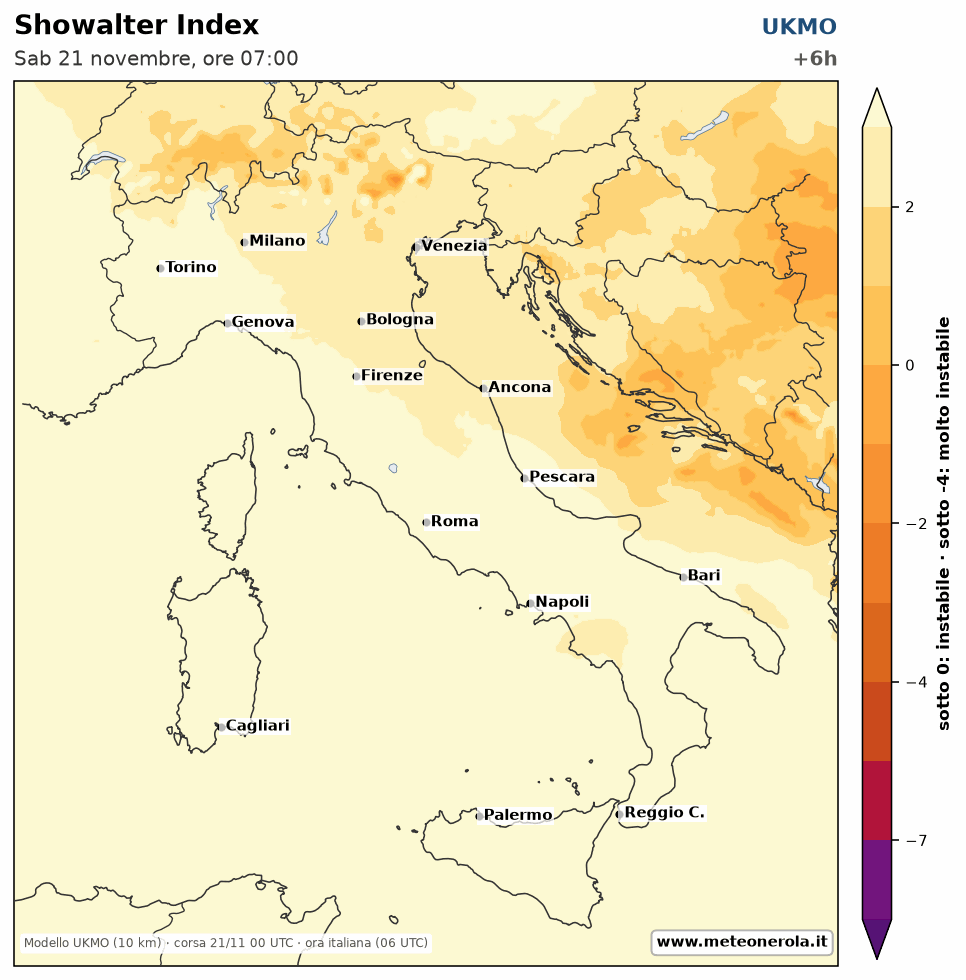 Showalter Index
UKMO
Sab 21 novembre, ore 07:00
+6h
Milano
Venezia
Torino
Genova
Bologna
Firenze
Ancona
Pescara
Roma
Bari
Napoli
Cagliari
Palermo
Reggio C.
2
0
−2
−4
−7
sotto 0: instabile · sotto -4: molto instabile
Modello UKMO (10 km) · corsa 21/11 00 UTC · ora italiana (06 UTC)
www.meteonerola.it